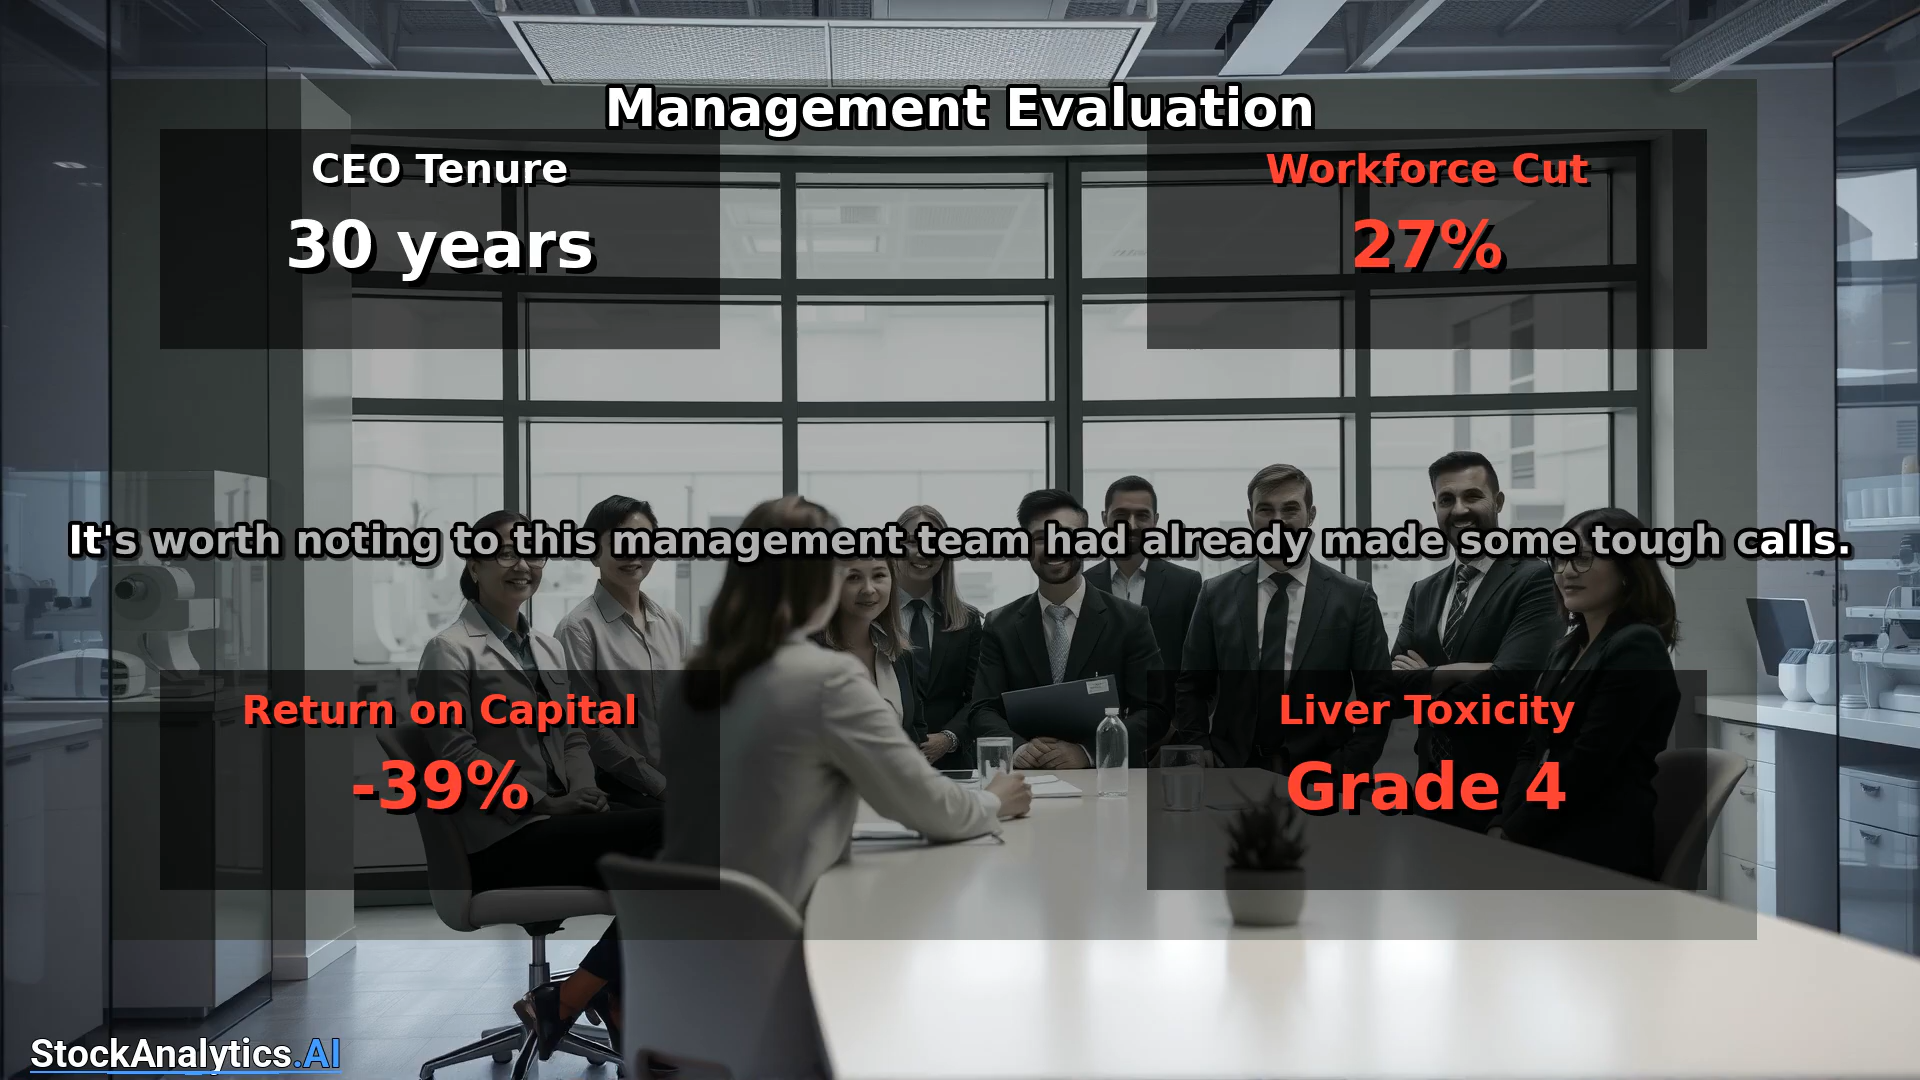 Management Evaluation
CEO Tenure
30 years
Workforce Cut
27%
It's worth noting to this management team had already made some tough calls.
Return on Capital
-39%
Liver Toxicity
Grade 4
StockAnalytics.AI